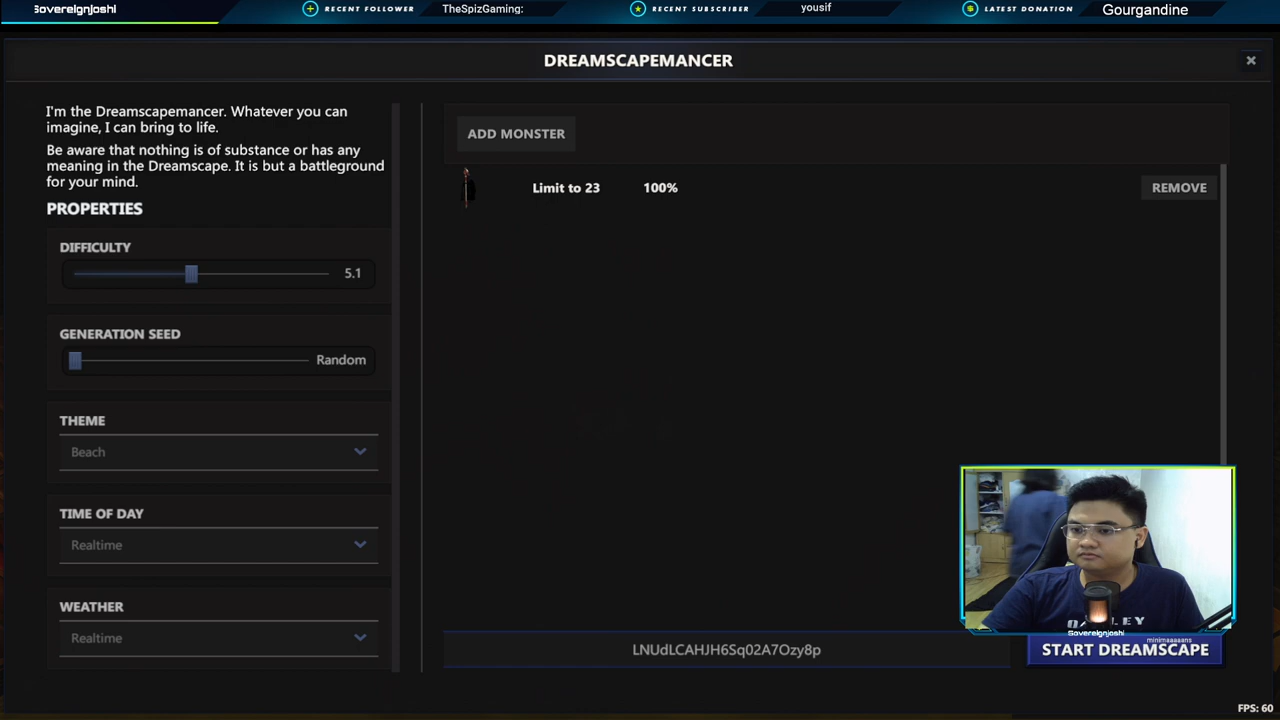 Sovereignjoshi
RECENT FOLLOWER
TheSpizGaming:
RECENT SUBSCRIBER
yousif
LATEST DONATION
Gourgandine
DREAMSCAPEMANCER
I'm the Dreamscapemancer. Whatever you can
imagine, I can bring to life.
Be aware that nothing is of substance or has any
meaning in the Dreamscape. It is but a battleground
for your mind.
PROPERTIES
DIFFICULTY
5.1
GENERATION SEED
Random
THEME
Beach
TIME OF DAY
Realtime
WEATHER
Realtime
ADD MONSTER
Limit to 23 100%
REMOVE
LNUdLCAHJH6Sq02A7Ozy8p
Sovereignjoshi
minimaaaaans
START DREAMSCAPE
FPS: 60